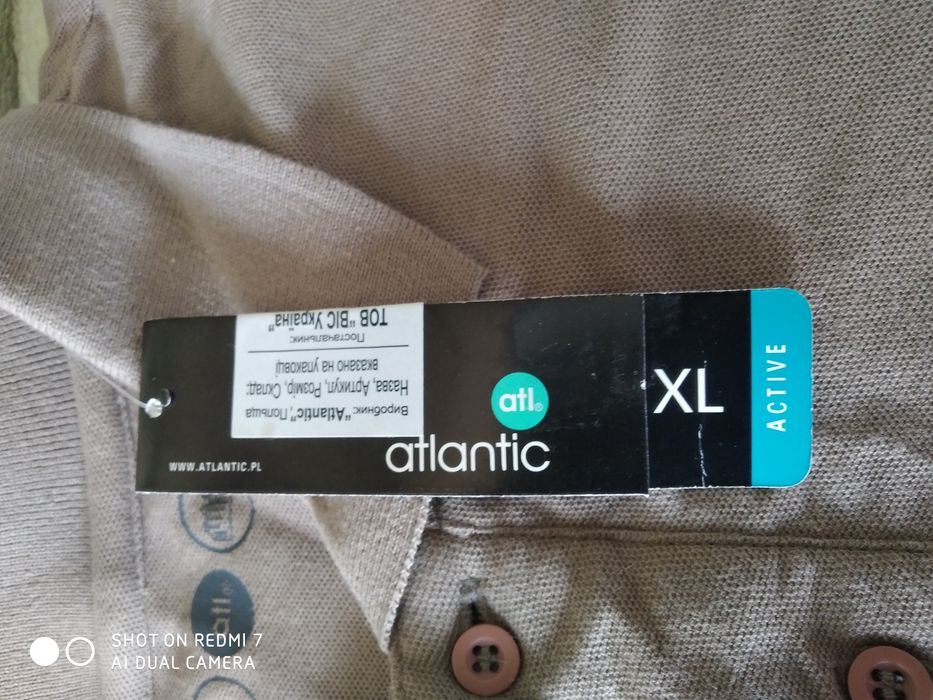 Виробник: "Atlantic", Польща
Назва, Артикул, Розмір, Склад:
вказано на упаковці
Постачальник:
ТОВ "ВІС Україна"
atl®
atlantic
WWW.ATLANTIC.PL
XL
ACTIVE
atl®
SHOT ON REDMI 7
AI DUAL CAMERA